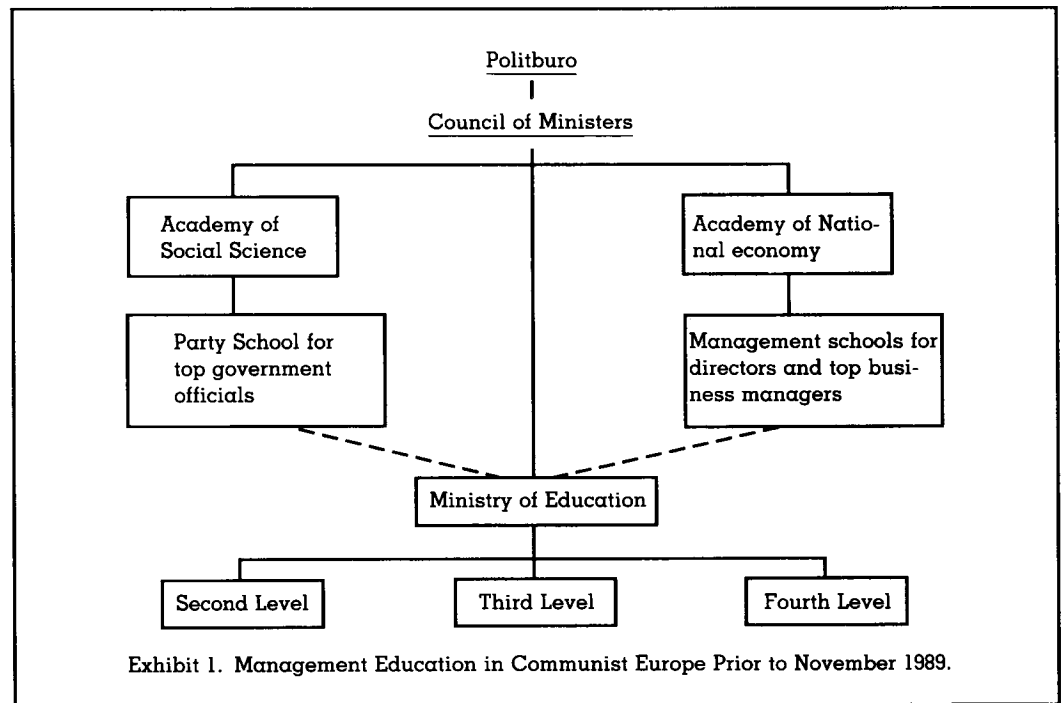 Politburo
Council of Ministers
Academy of
Social Science
Academy of Natio-
nal economy
Party School for
top government
officials
Management schools for
directors and top busi-
ness managers
Ministry of Education
Second Level
Third Level
Fourth Level
Exhibit 1. Management Education in Communist Europe Prior to November 1989.